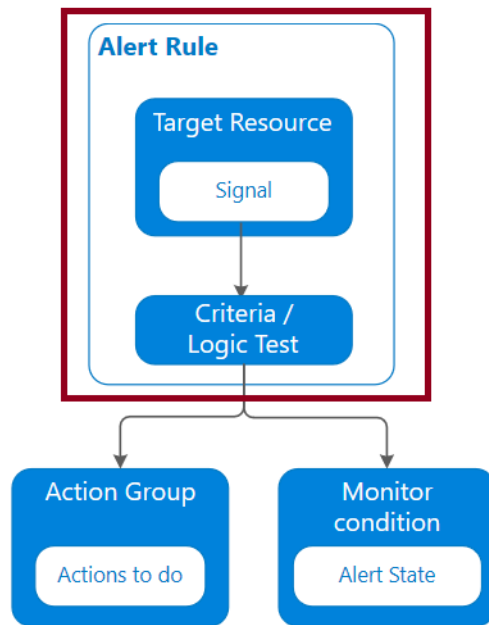 Alert Rule
Target Resource
Signal
Criteria /
Logic Test
Action Group
Actions to do
Monitor
condition
Alert State